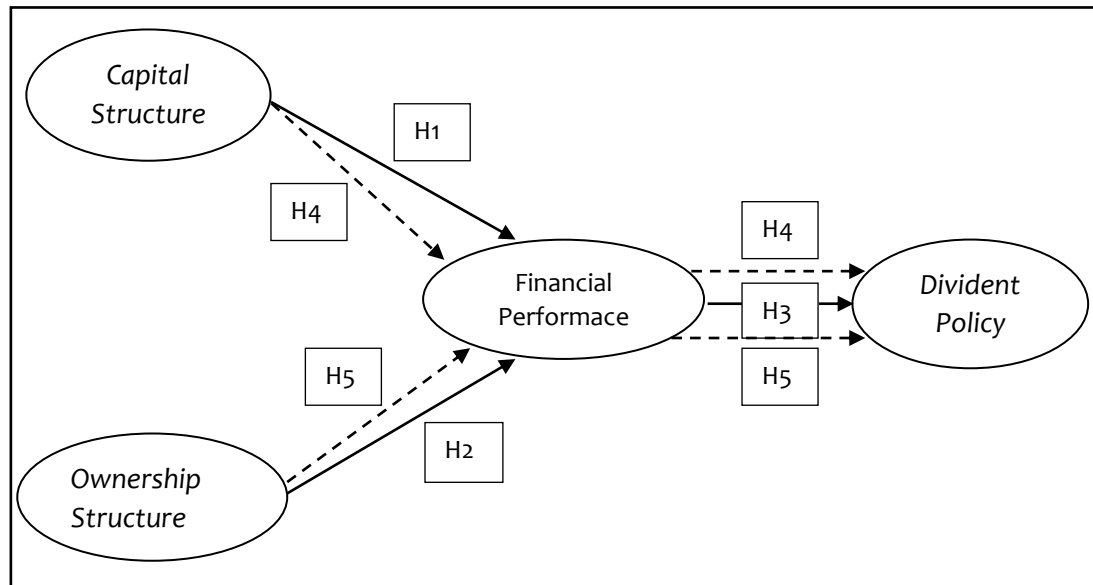 Capital
Structure
H1
H4
H4
Financial
Performace
H3
Divident
Policy
H5
H5
H2
Ownership
Structure